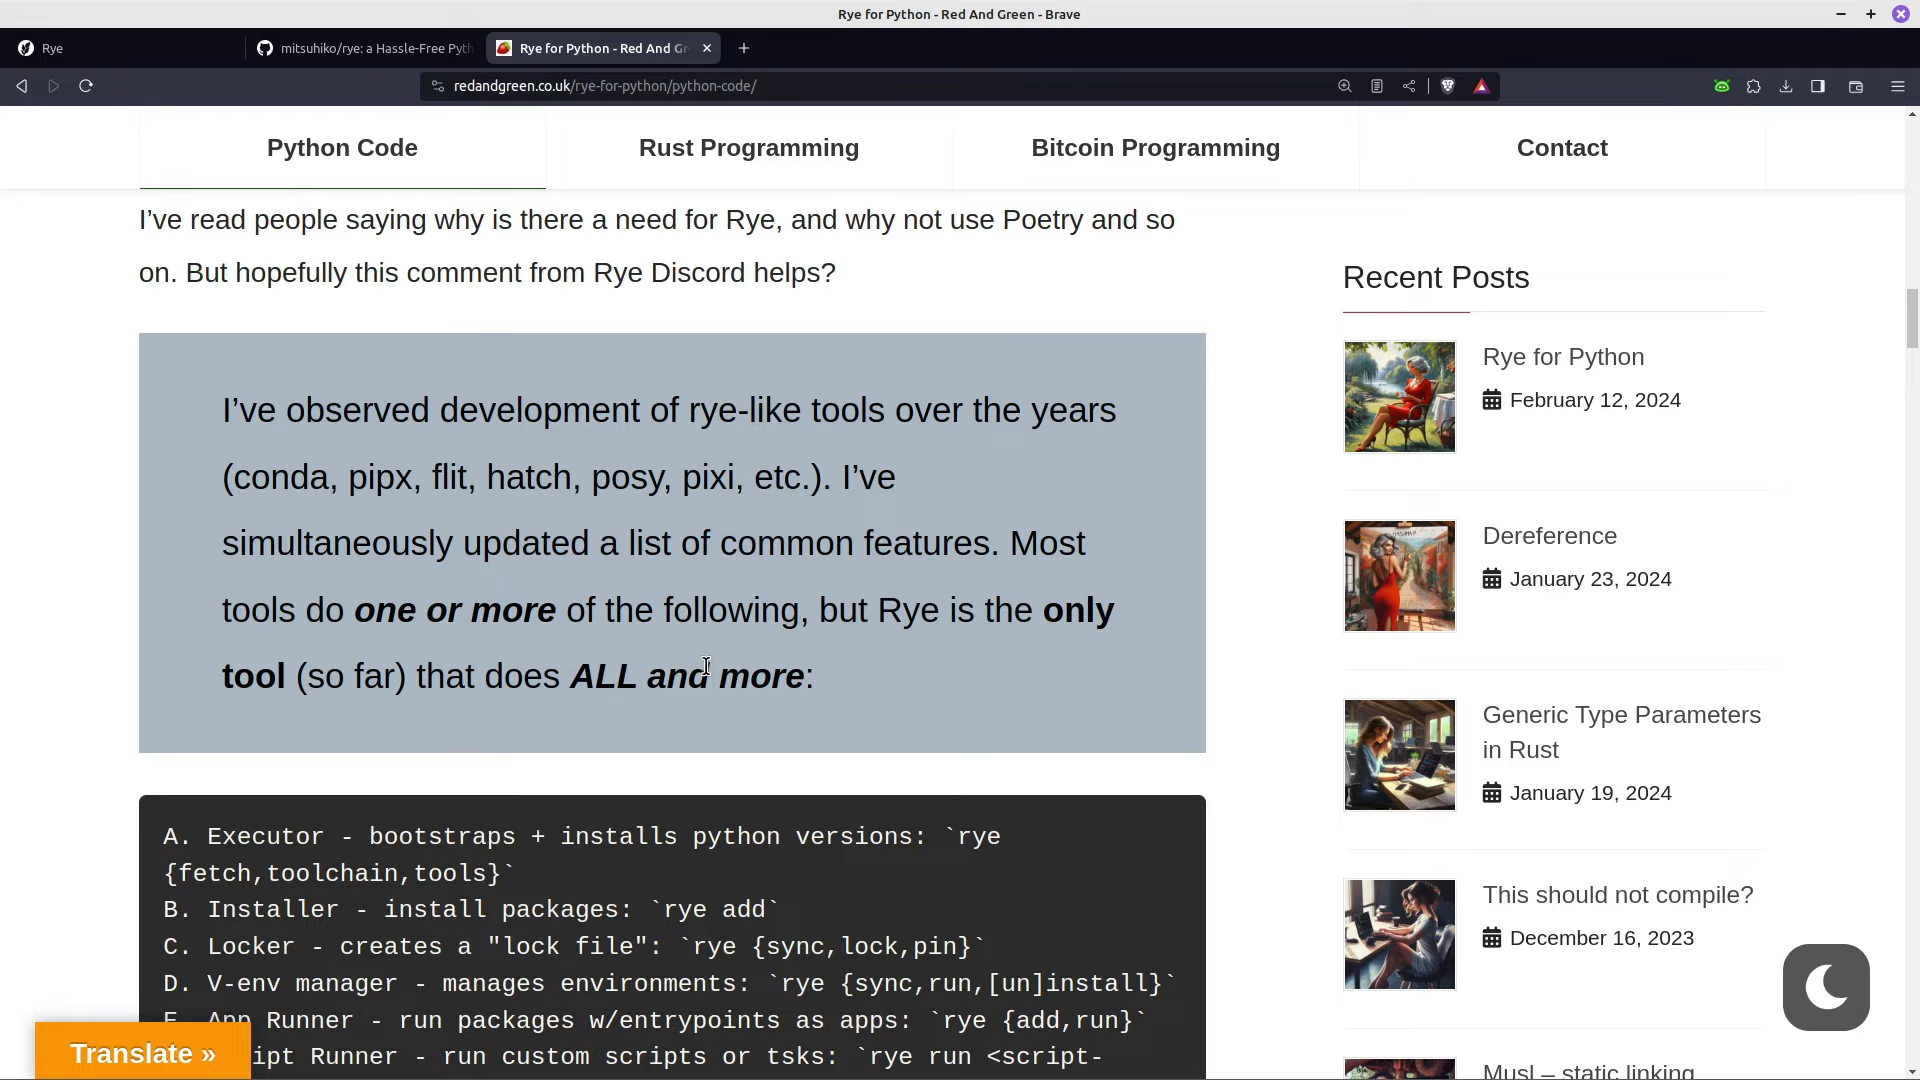 Rye for Python - Red And Green - Brave
Rye
mitsuhiko/rye: a Hassle-Free Pyth
Rye for Python - Red And Gr
redandgreen.co.uk/rye-for-python/python-code/
Python Code
Rust Programming
Bitcoin Programming
Contact
I’ve read people saying why is there a need for Rye, and why not use Poetry and so
on. But hopefully this comment from Rye Discord helps?
I’ve observed development of rye-like tools over the years
(conda, pipx, flit, hatch, posy, pixi, etc.). I’ve
simultaneously updated a list of common features. Most
tools do one or more of the following, but Rye is the only
tool (so far) that does ALL and more:
A. Executor - bootstraps + installs python versions: `rye
{fetch,toolchain,tools}`
B. Installer - install packages: `rye add`
C. Locker - creates a "lock file": `rye {sync,lock,pin}`
D. V-env manager - manages environments: `rye {sync,run,[un]install}`
E. App Runner - run packages w/entrypoints as apps: `rye {add,run}`
ipt Runner - run custom scripts or tsks: `rye run <script-
Translate »
Recent Posts
Rye for Python
February 12, 2024
Dereference
January 23, 2024
Generic Type Parameters
in Rust
January 19, 2024
This should not compile?
December 16, 2023
Musl – static linking